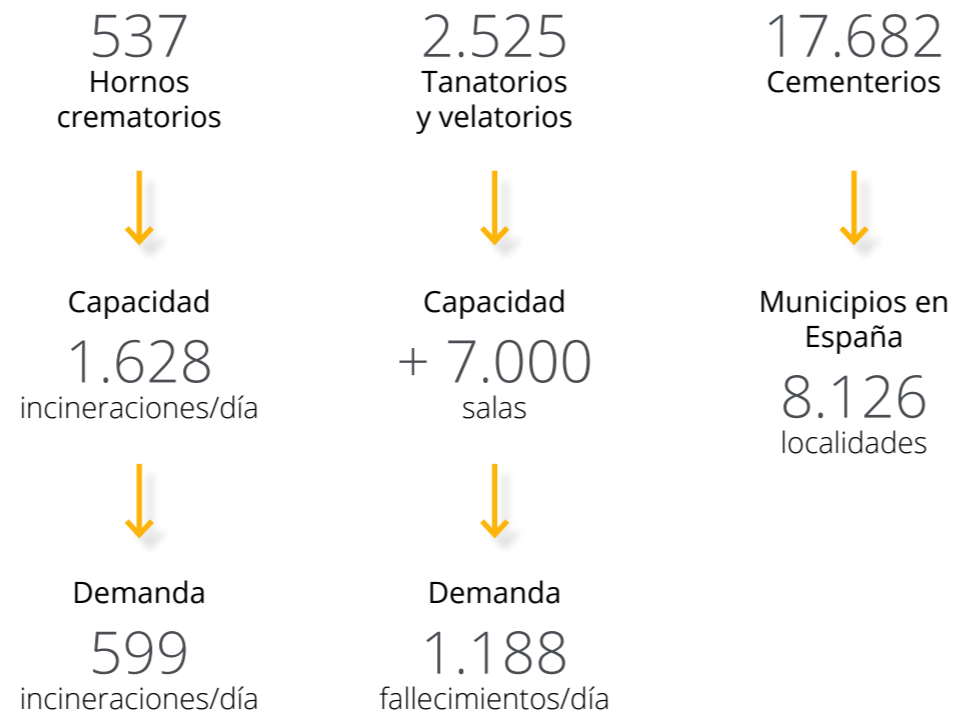 537
Hornos
crematorios
Capacidad
1.628
incineraciones/día
Demanda
599
incineraciones/día
2.525
Tanatorios
y velatorios
Capacidad
+ 7.000
salas
Demanda
1.188
fallecimientos/día
17.682
Cementerios
Municipios en
España
8.126
localidades